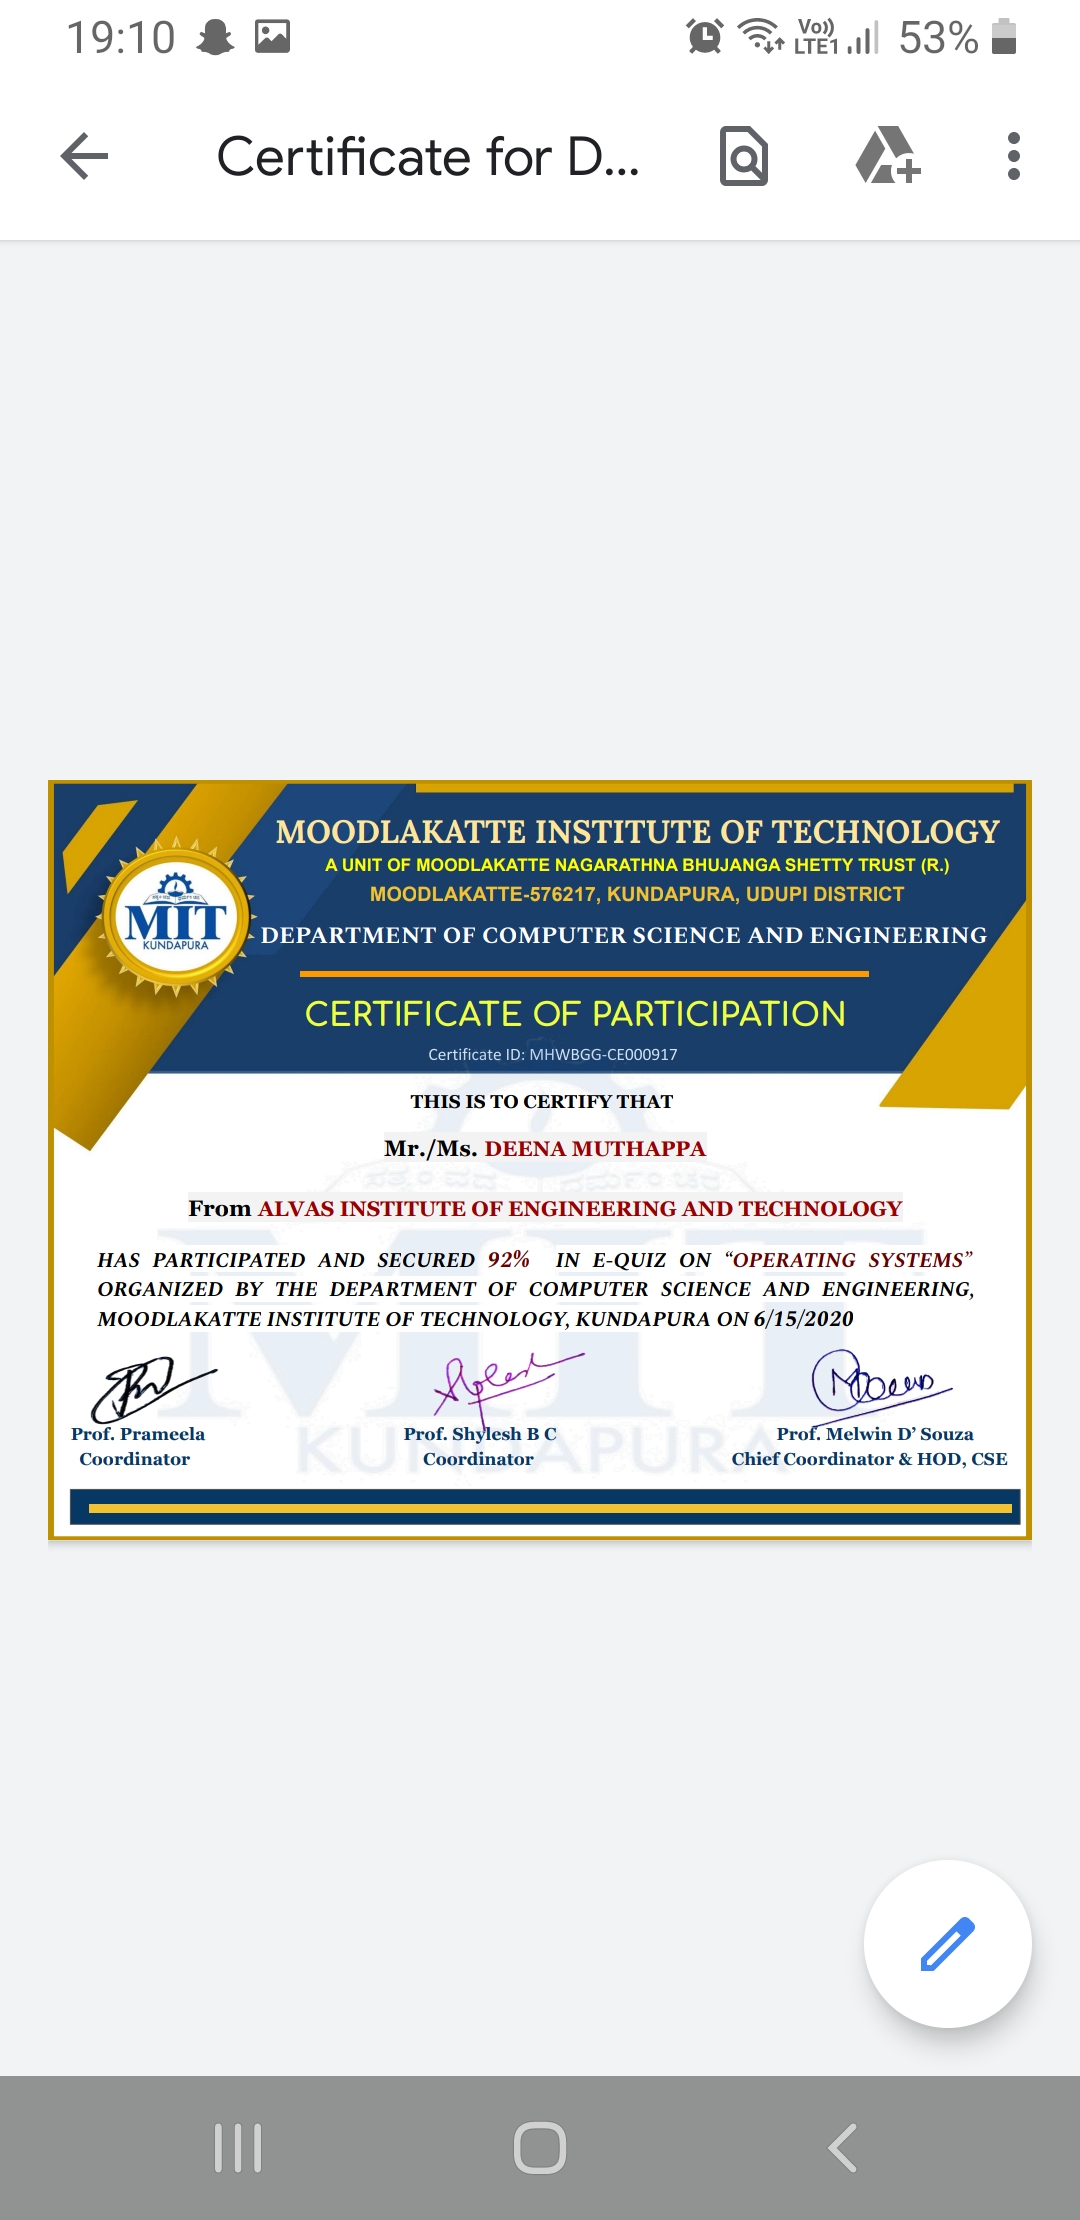 19:10 Vo)) LTE1 53%
Certificate for D...
MOODLAKATTE INSTITUTE OF TECHNOLOGY
A UNIT OF MOODLAKATTE NAGARATHNA BHUJANGA SHETTY TRUST (R.)
MOODLAKATTE-576217, KUNDAPURA, UDUPI DISTRICT
MIT
KUNDAPURA
DEPARTMENT OF COMPUTER SCIENCE AND ENGINEERING
CERTIFICATE OF PARTICIPATION
Certificate ID: MHWBGG-CE000917
THIS IS TO CERTIFY THAT
Mr./Ms. DEENA MUTHAPPA
From ALVAS INSTITUTE OF ENGINEERING AND TECHNOLOGY
HAS PARTICIPATED AND SECURED 92% IN E-QUIZ ON “OPERATING SYSTEMS”
ORGANIZED BY THE DEPARTMENT OF COMPUTER SCIENCE AND ENGINEERING,
MOODLAKATTE INSTITUTE OF TECHNOLOGY, KUNDAPURA ON 6/15/2020
Prof. Prameela Prof. Shylesh B C Prof. Melwin D’ Souza
Coordinator Coordinator Chief Coordinator & HOD, CSE
MIT
KUNDAPURA